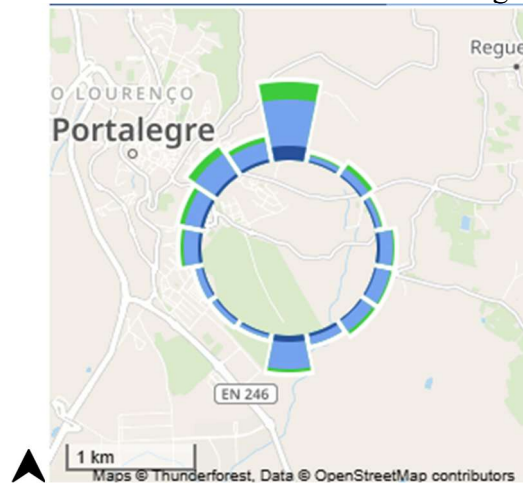 Regue
O LOURENÇO
Portalegre
EN 246
1 km
Maps © Thunderforest, Data © OpenStreetMap contributors